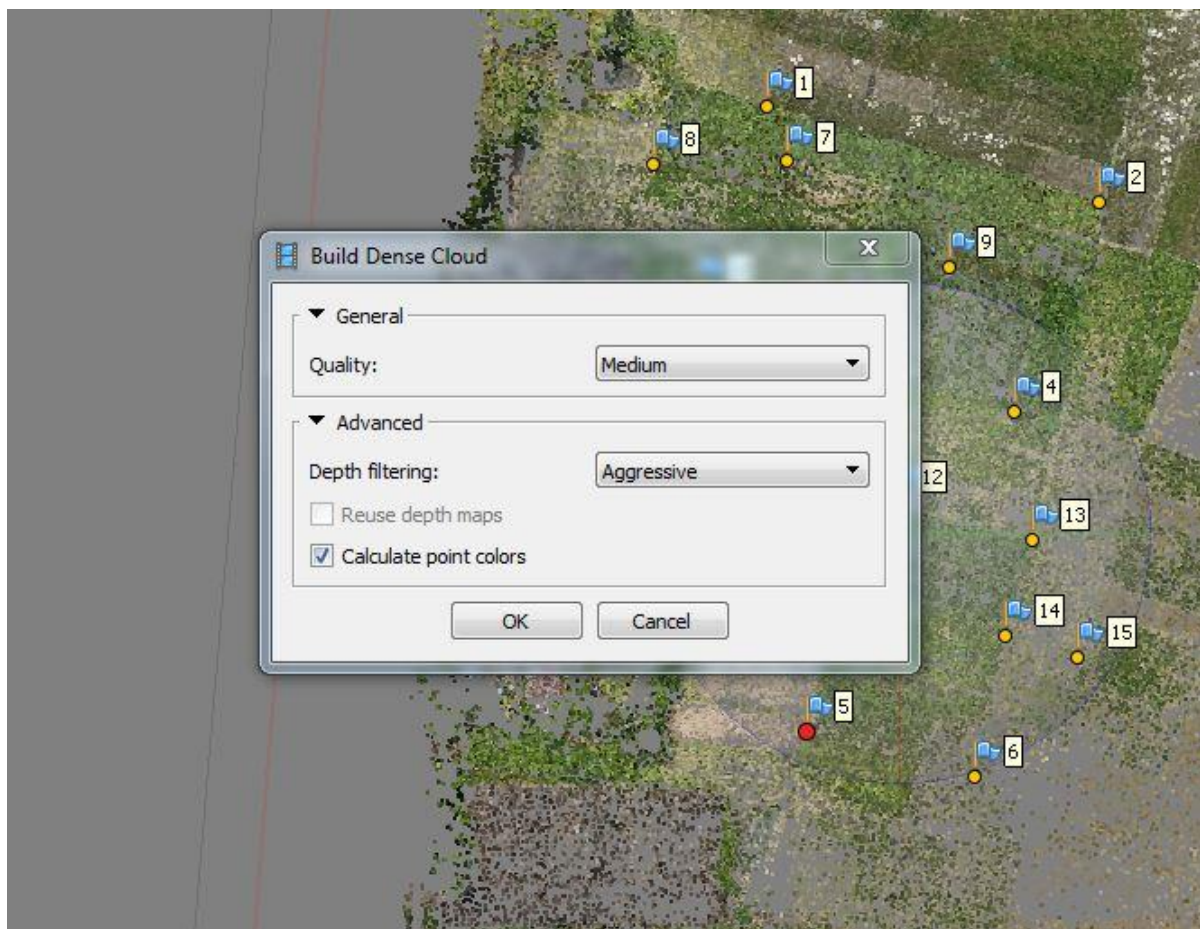 1
8
7
2
9
Build Dense Cloud
General
Quality:
Medium
4
Advanced
Depth filtering:
Aggressive
12
Reuse depth maps
13
Calculate point colors
OK
Cancel
14
15
5
6